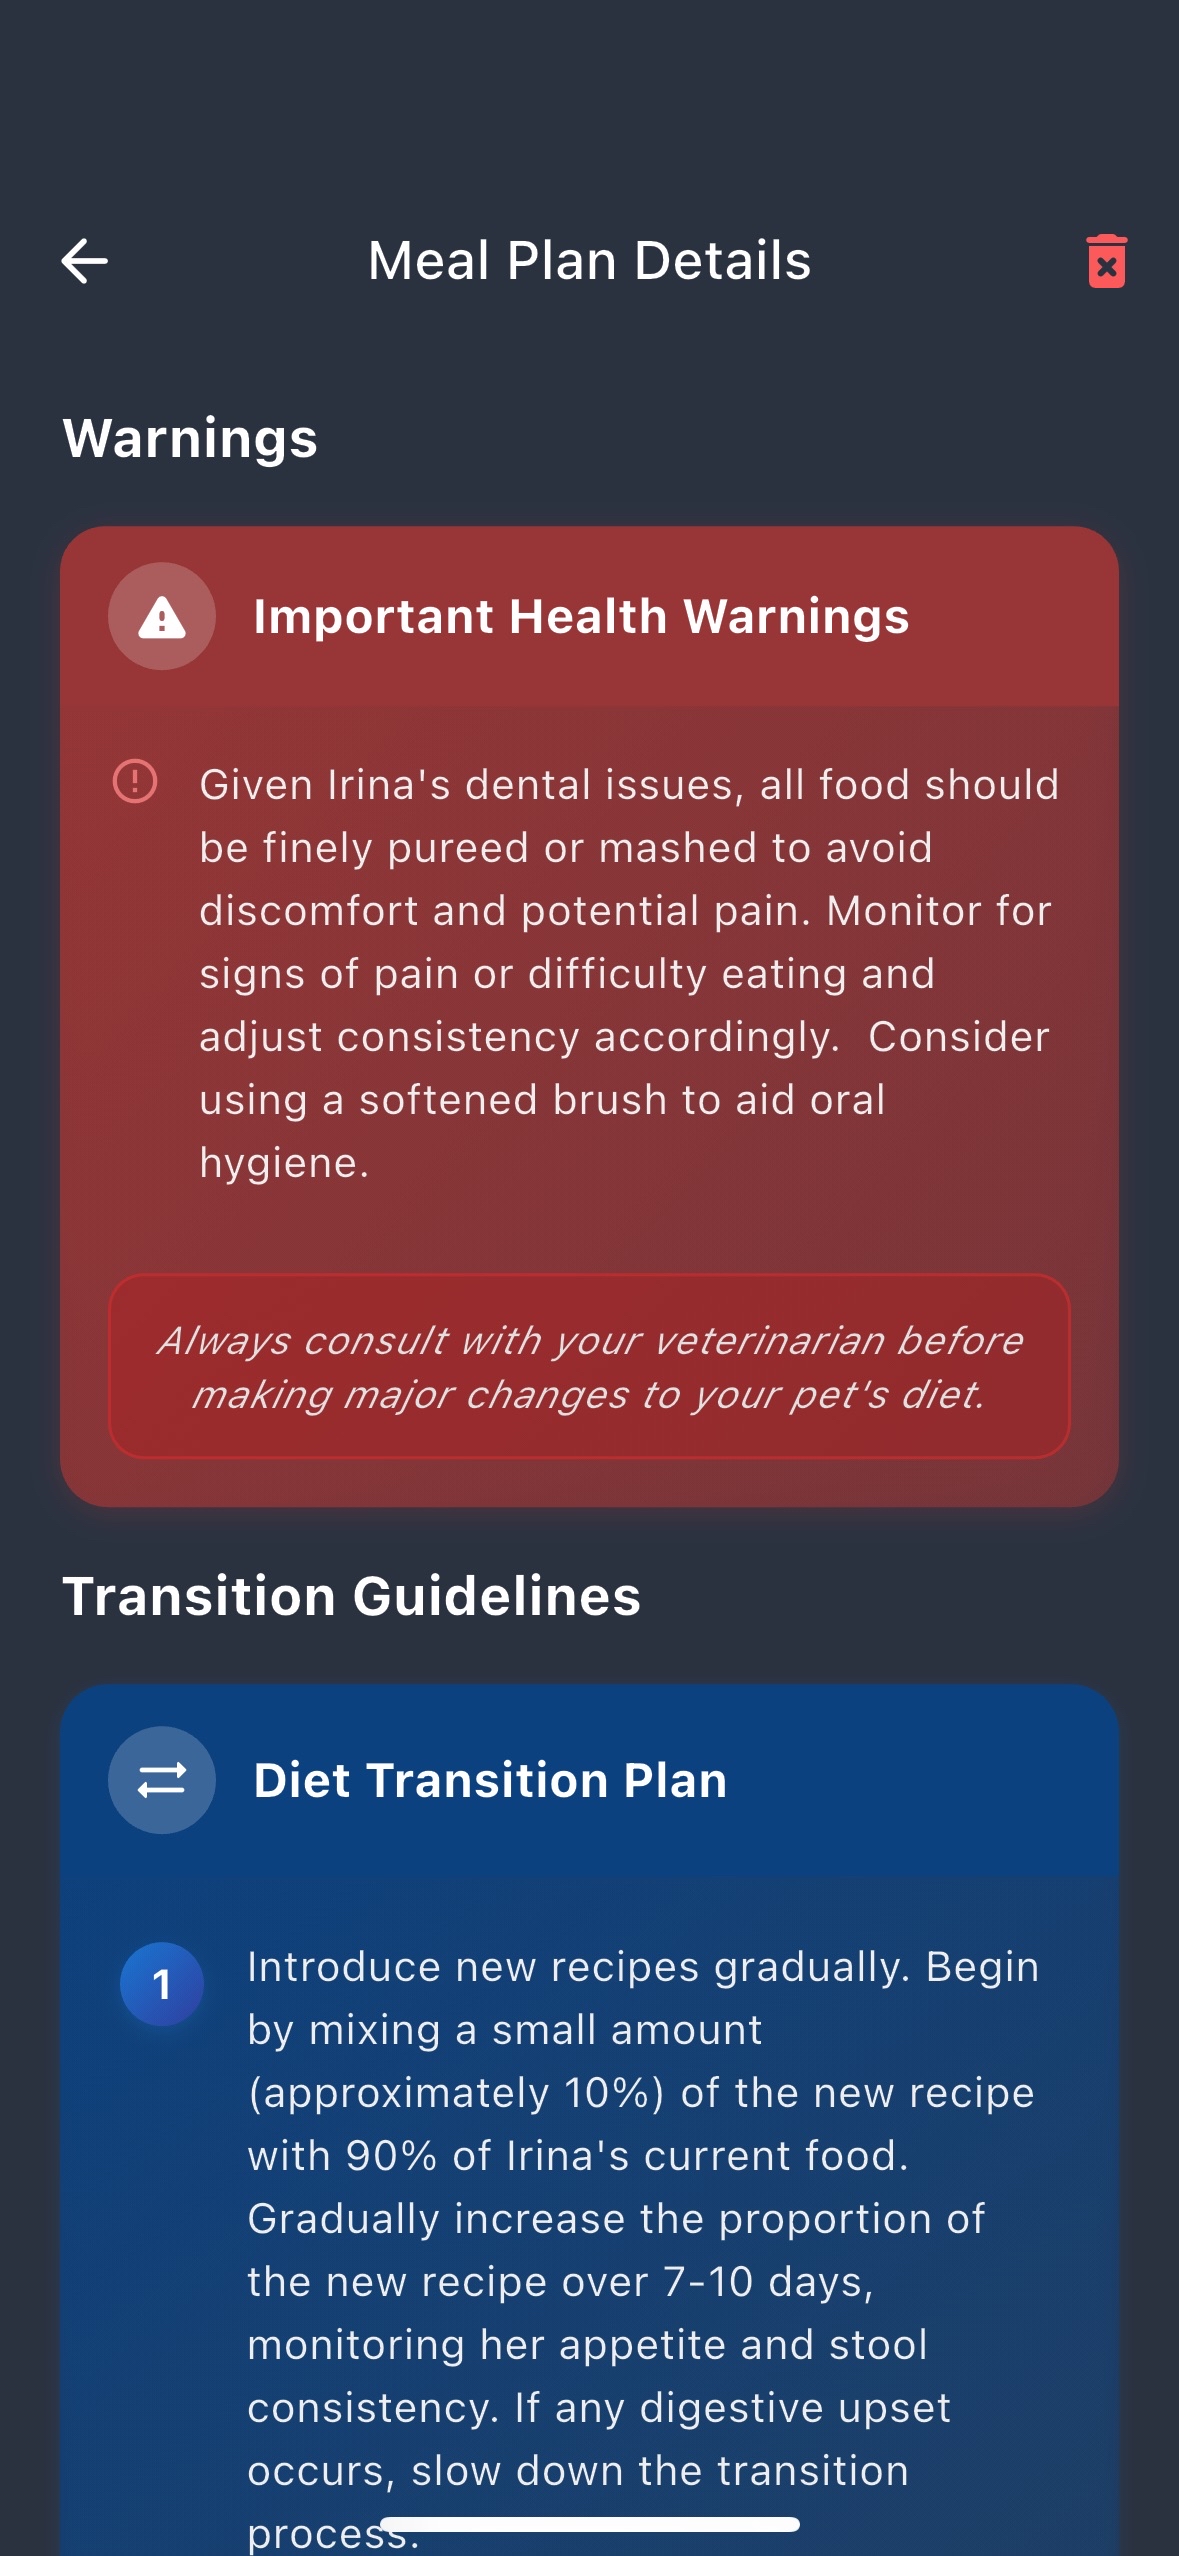 Meal Plan Details
Warnings
Important Health Warnings
Given Irina's dental issues, all food should
be finely pureed or mashed to avoid
discomfort and potential pain. Monitor for
signs of pain or difficulty eating and
adjust consistency accordingly.  Consider
using a softened brush to aid oral
hygiene.
Always consult with your veterinarian before
making major changes to your pet's diet.
Transition Guidelines
Diet Transition Plan
1
Introduce new recipes gradually. Begin
by mixing a small amount
(approximately 10%) of the new recipe
with 90% of Irina's current food.
Gradually increase the proportion of
the new recipe over 7-10 days,
monitoring her appetite and stool
consistency. If any digestive upset
occurs, slow down the transition
process.